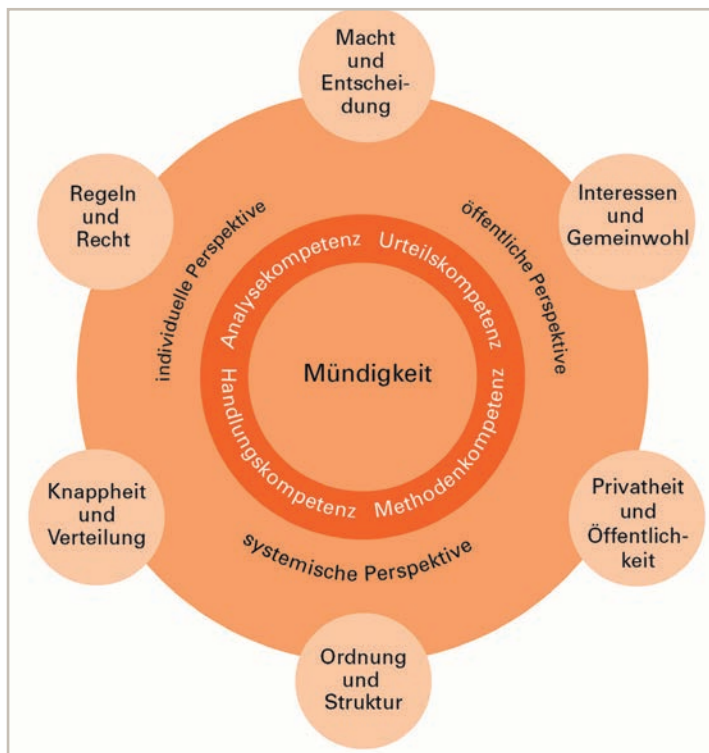 Macht
und
Entschei-
dung
Regeln
und
Recht
Interessen
und
Gemeinwohl
individuelle Perspektive
öffentliche Perspektive
Analysekompetenz
Urteilskompetenz
Mündigkeit
Handlungskompetenz
Methodenkompetenz
Knappheit
und
Verteilung
Privatheit
und
Öffentlich-
keit
systemische Perspektive
Ordnung
und
Struktur